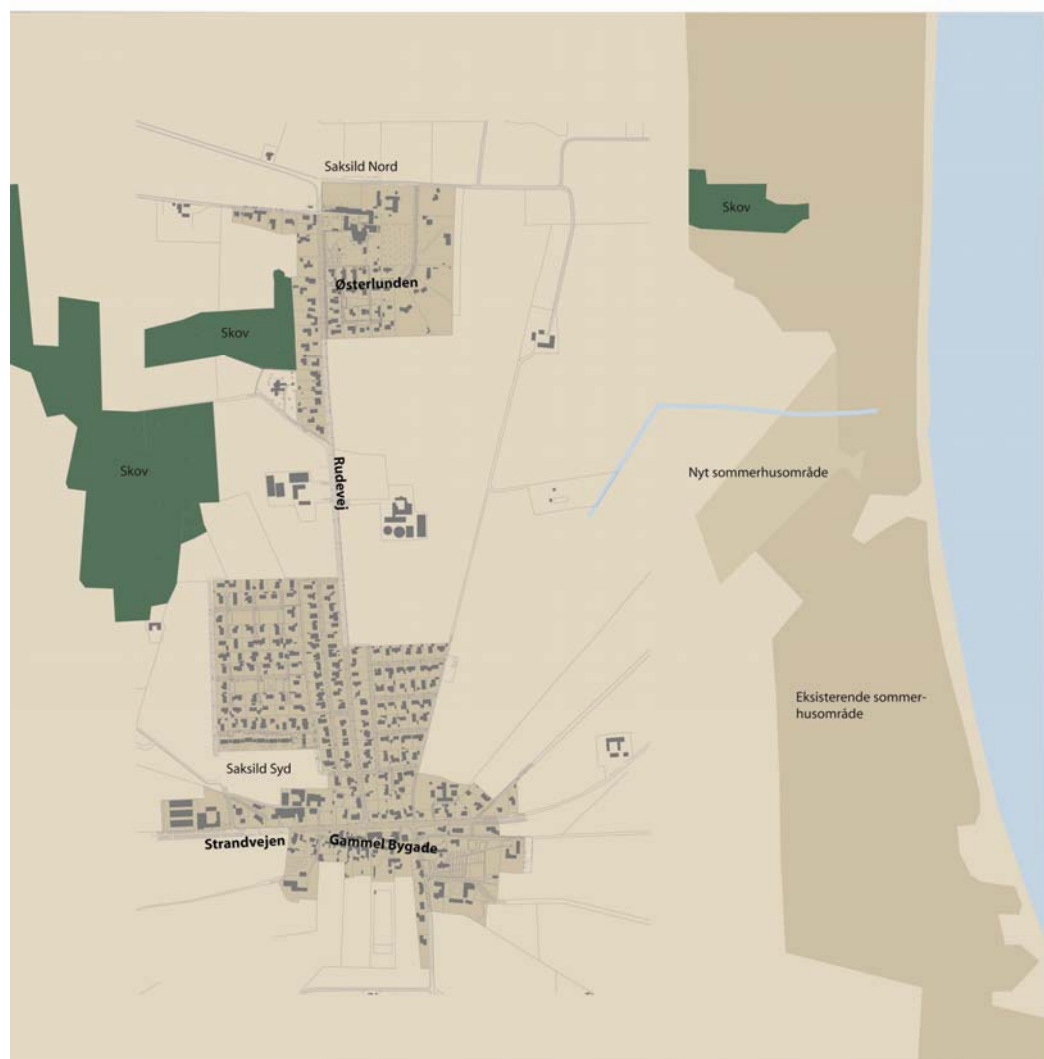 Saksild Nord
Skov
Østerlunden
Skov
Skov
Rudevej
Nyt sommerhusområde
Eksisterende sommer-
husområde
Saksild Syd
Strandvejen
Gammel Bygade